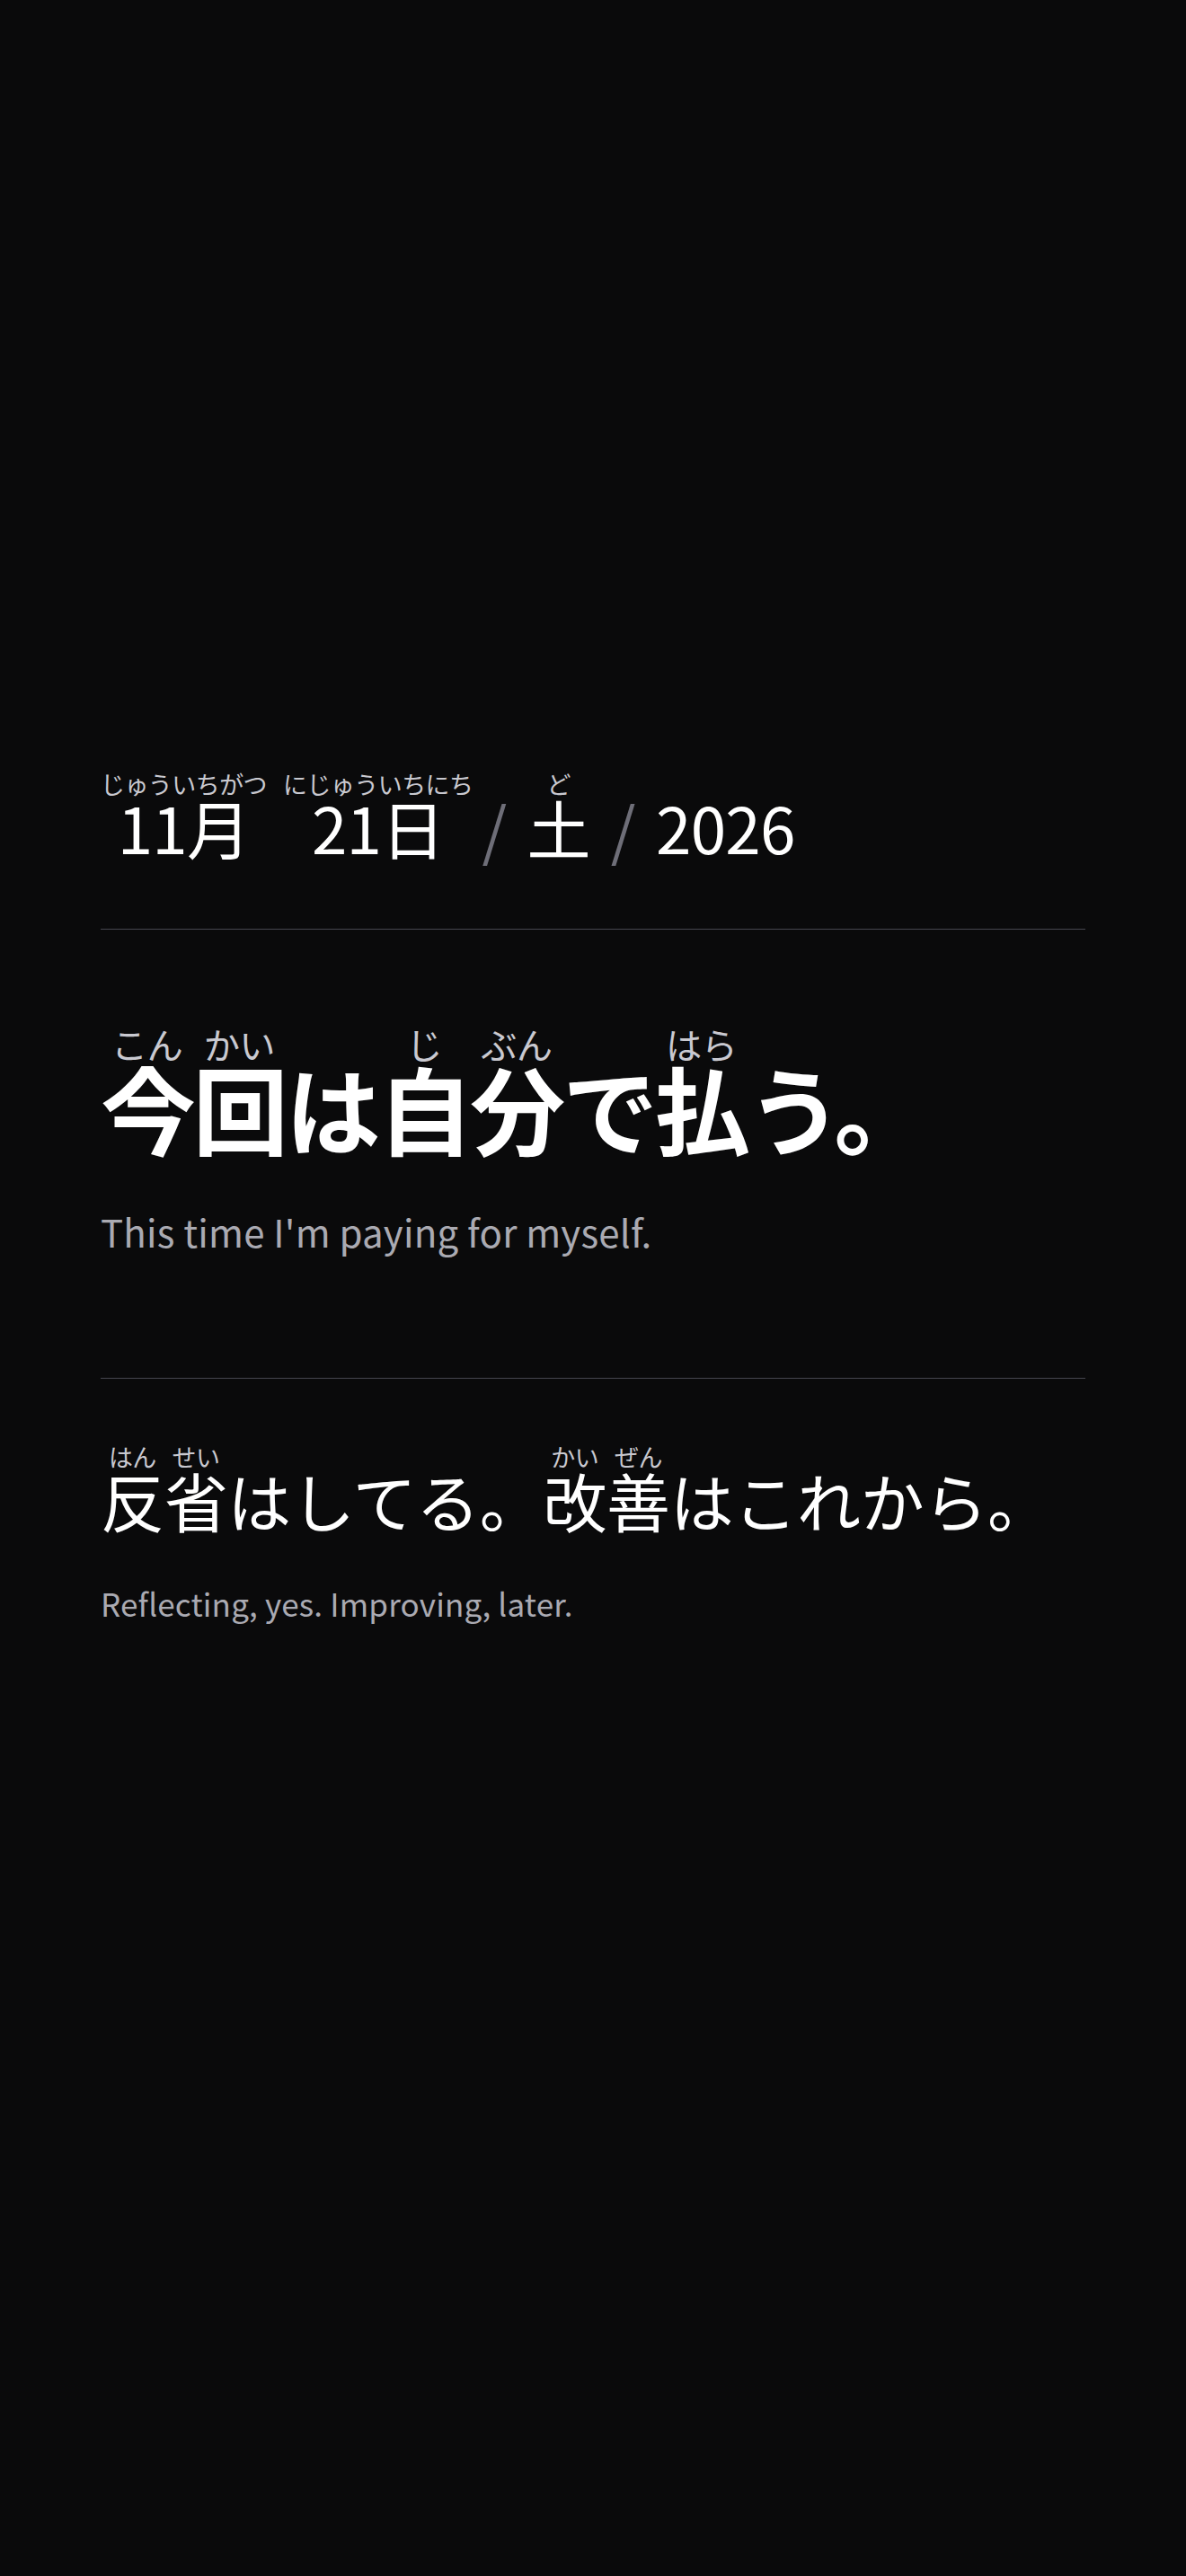 じゅういちがつ にじゅういちにち ど
11月 21日 / 土 / 2026
こん かい じ ぶん はら
今回は自分で払う。
This time I'm paying for myself.
はん せい かい ぜん
反省はしてる。改善はこれから。
Reflecting, yes. Improving, later.